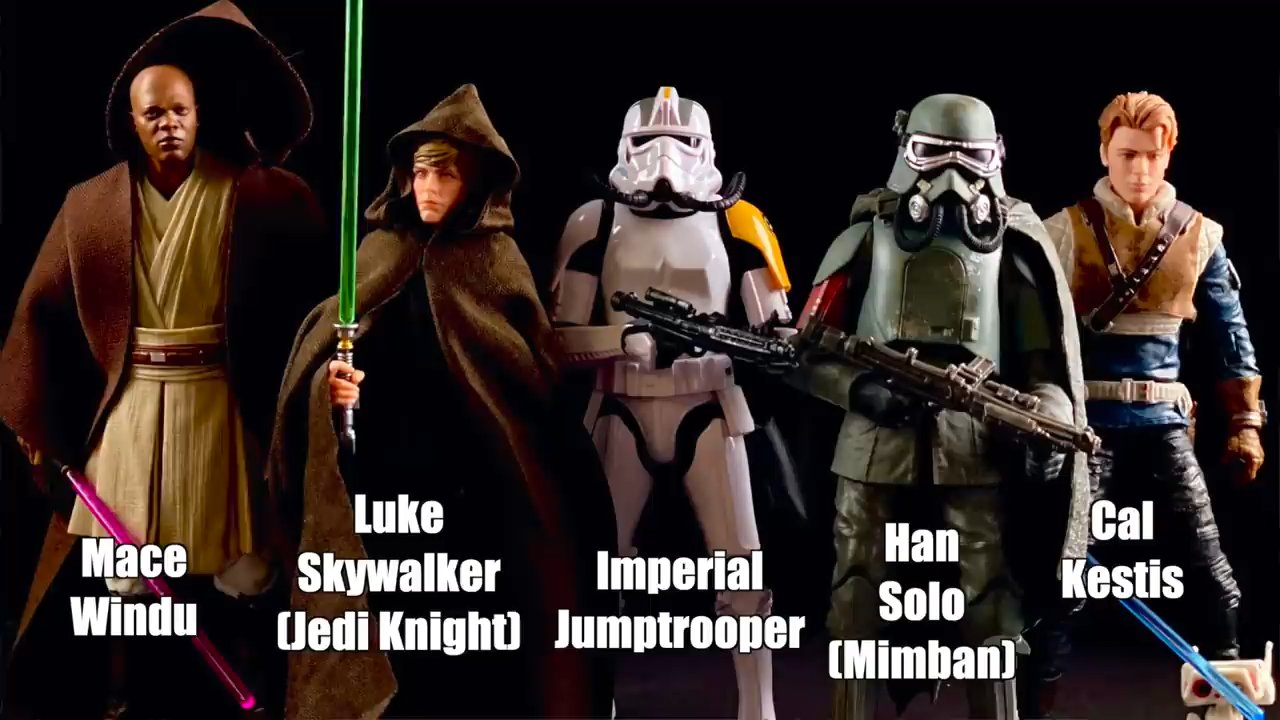 Mace
Windu
Luke
Skywalker
(Jedi Knight)
Imperial
Jumptrooper
Han
Solo
(Mimban)
Cal
Kestis